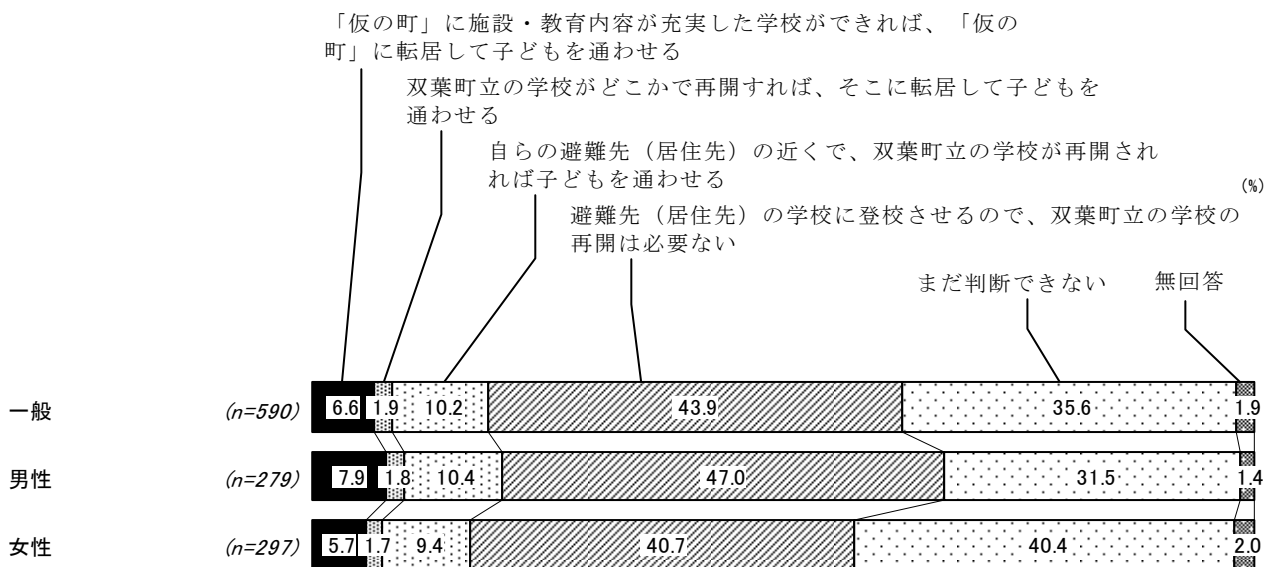 「仮の町」に施設・教育内容が充実した学校ができれば、「仮の
町」に転居して子どもを通わせる
双葉町立の学校がどこかで再開すれば、そこに転居して子どもを
通わせる
自らの避難先（居住先）の近くで、双葉町立の学校が再開され
れば子どもを通わせる
(%)
避難先（居住先）の学校に登校させるので、双葉町立の学校の
再開は必要ない
まだ判断できない 無回答
一般 (n=590) 6.6 1.9 10.2 43.9 35.6 1.9
男性 (n=279) 7.9 1.8 10.4 47.0 31.5 1.4
女性 (n=297) 5.7 1.7 9.4 40.7 40.4 2.0